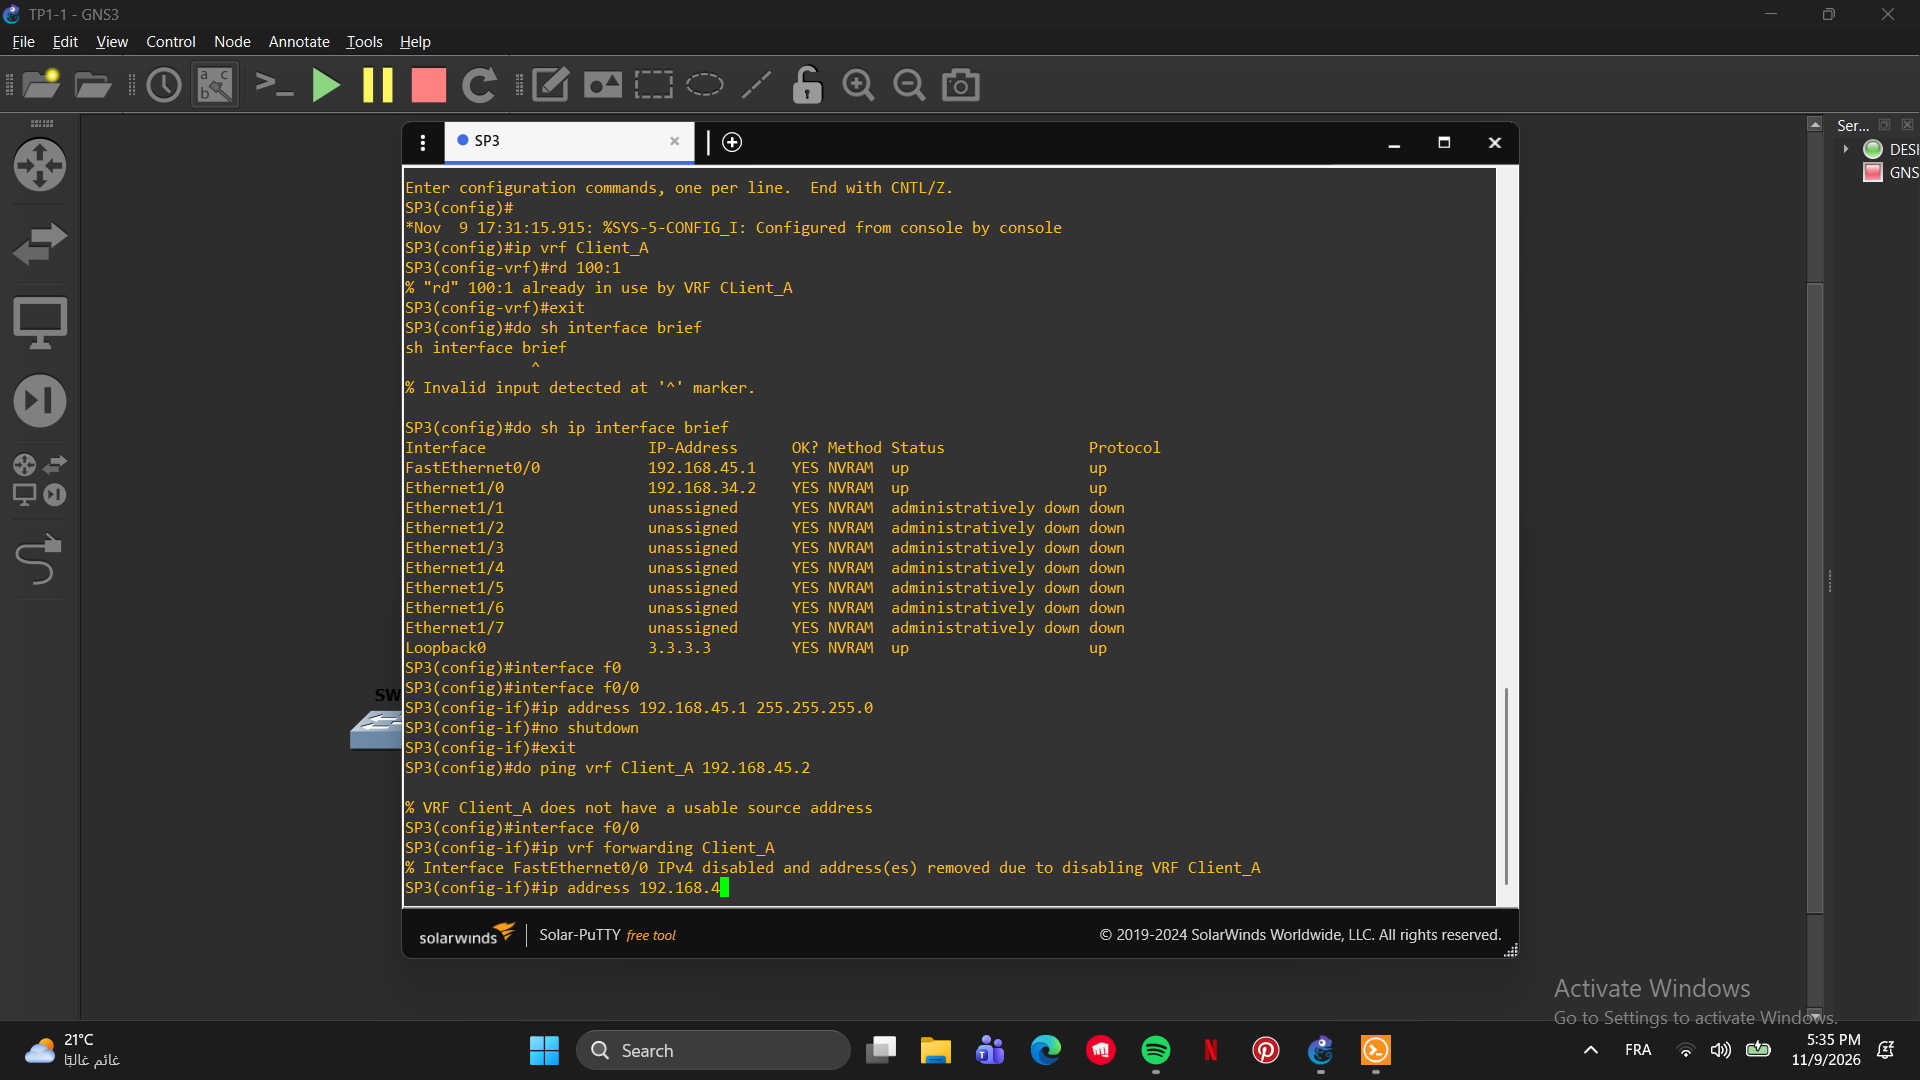 TP1-1 - GNS3
File Edit View Control Node Annotate Tools Help
SP3
Ser...
DESI
GNS
Enter configuration commands, one per line.  End with CNTL/Z.
SP3(config)#
*Nov  9 17:31:15.915: %SYS-5-CONFIG_I: Configured from console by console
SP3(config)#ip vrf Client_A
SP3(config-vrf)#rd 100:1
% "rd" 100:1 already in use by VRF CLient_A
SP3(config-vrf)#exit
SP3(config)#do sh interface brief
sh interface brief
^
% Invalid input detected at '^' marker.
SP3(config)#do sh ip interface brief
Interface IP-Address OK? Method Status Protocol
FastEthernet0/0 192.168.45.1 YES NVRAM up up
Ethernet1/0 192.168.34.2 YES NVRAM up up
Ethernet1/1 unassigned YES NVRAM administratively down down
Ethernet1/2 unassigned YES NVRAM administratively down down
Ethernet1/3 unassigned YES NVRAM administratively down down
Ethernet1/4 unassigned YES NVRAM administratively down down
Ethernet1/5 unassigned YES NVRAM administratively down down
Ethernet1/6 unassigned YES NVRAM administratively down down
Ethernet1/7 unassigned YES NVRAM administratively down down
Loopback0 3.3.3.3 YES NVRAM up up
SP3(config)#interface f0
SP3(config)#interface f0/0
SP3(config-if)#ip address 192.168.45.1 255.255.255.0
SP3(config-if)#no shutdown
SP3(config-if)#exit
SP3(config)#do ping vrf Client_A 192.168.45.2
% VRF Client_A does not have a usable source address
SP3(config)#interface f0/0
SP3(config-if)#ip vrf forwarding Client_A
% Interface FastEthernet0/0 IPv4 disabled and address(es) removed due to disabling VRF Client_A
SP3(config-if)#ip address 192.168.4
SW
solarwinds Solar-PuTTY free tool © 2019-2024 SolarWinds Worldwide, LLC. All rights reserved.
Activate Windows
Go to Settings to activate Windows.
21°C
غائم غالبًا
Search
FRA
5:35 PM
11/9/2026